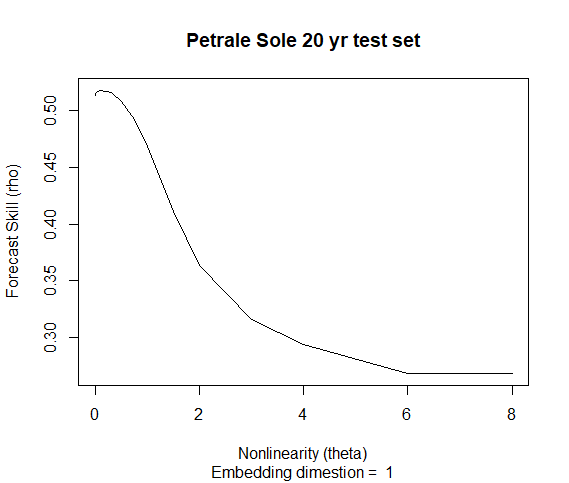 Petrale Sole 20 yr test set
Forecast Skill (rho)
0.50
0.45
0.40
0.35
0.30
0 2 4 6 8
Nonlinearity (theta)
Embedding dimestion = 1